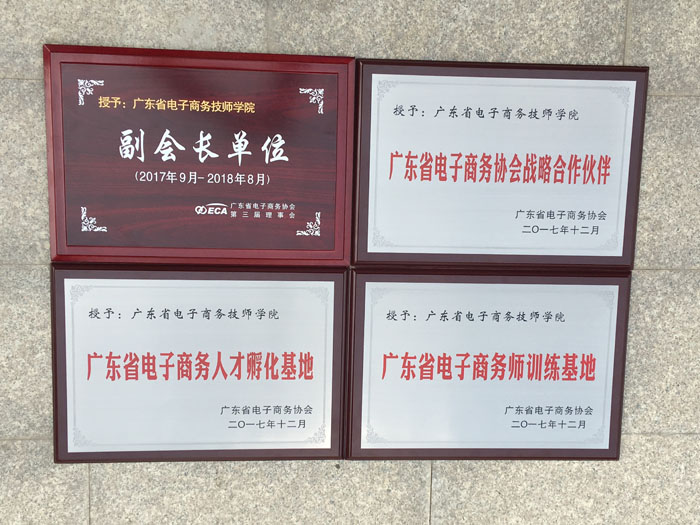 授予：广东省电子商务技师学院
副会长单位
(2017年9月-2018年8月)
ECA
广东省电子商务协会
第三届理事会
授予：广东省电子商务技师学院
广东省电子商务协会战略合作伙伴
广东省电子商务协会
二〇一七年十二月
授予：广东省电子商务技师学院
广东省电子商务人才孵化基地
广东省电子商务协会
二〇一七年十二月
授予：广东省电子商务技师学院
广东省电子商务师训练基地
广东省电子商务协会
二〇一七年十二月